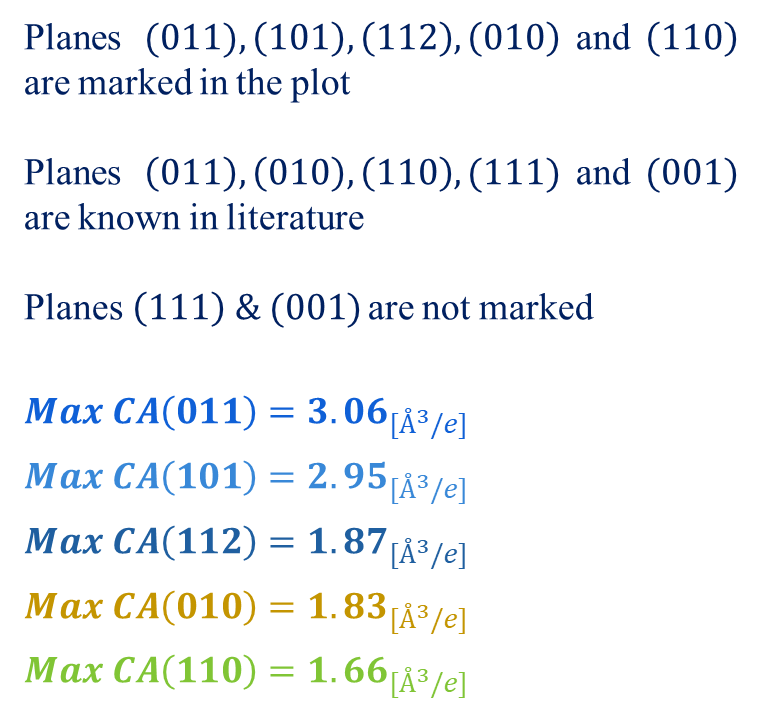 Planes (011), (101), (112), (010) and (110)
are marked in the plot
Planes (011), (010), (110), (111) and (001)
are known in literature
Planes (111) & (001) are not marked
Max CA(011) = 3.06[Å³/e]
Max CA(101) = 2.95[Å³/e]
Max CA(112) = 1.87[Å³/e]
Max CA(010) = 1.83[Å³/e]
Max CA(110) = 1.66[Å³/e]